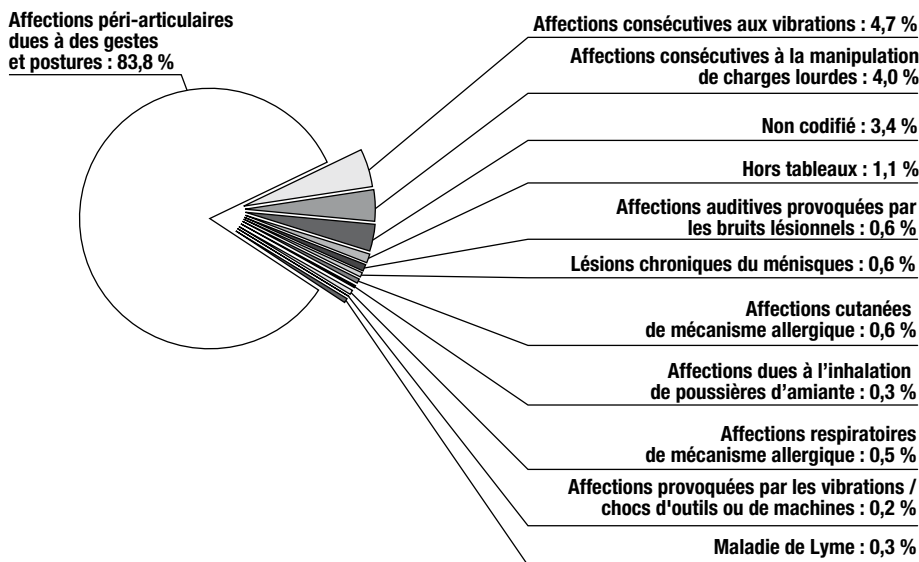 Affections péri-articulaires
dues à des gestes
et postures : 83,8 %
Affections consécutives aux vibrations : 4,7 %
Affections consécutives à la manipulation
de charges lourdes : 4,0 %
Non codifié : 3,4 %
Hors tableaux : 1,1 %
Affections auditives provoquées par
les bruits lésionnels : 0,6 %
Lésions chroniques du ménisques : 0,6 %
Affections cutanées
de mécanisme allergique : 0,6 %
Affections dues à l’inhalation
de poussières d’amiante : 0,3 %
Affections respiratoires
de mécanisme allergique : 0,5 %
Affections provoquées par les vibrations /
chocs d'outils ou de machines : 0,2 %
Maladie de Lyme : 0,3 %